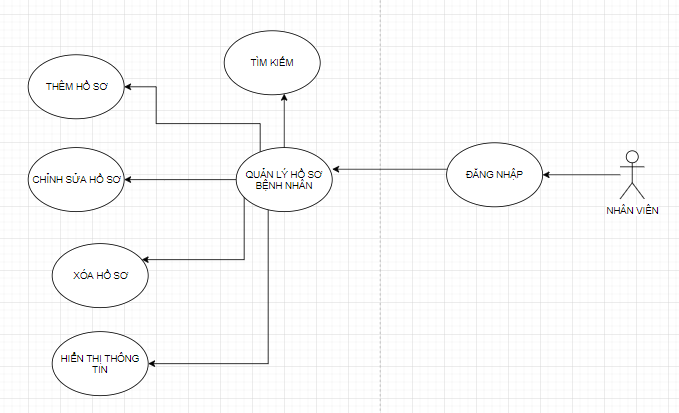 TÌM KIẾM
THÊM HỒ SƠ
CHỈNH SỬA HỒ SƠ
QUẢN LÝ HỒ SƠ
BỆNH NHÂN
ĐĂNG NHẬP
NHÂN VIÊN
XÓA HỒ SƠ
HIỂN THỊ THÔNG
TIN